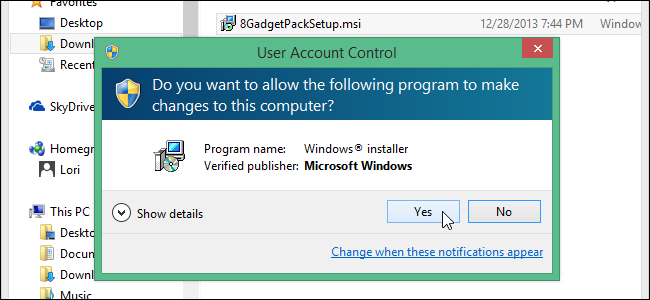 Favorites
Desktop
Downl
Recent
SkyDrive
Homegr
Lori
This PC
Deskto
Docum
Downl
Music
8GadgetPackSetup.msi
12/28/2013 7:44 PM
Window
User Account Control
Do you want to allow the following program to make
changes to this computer?
Program name: Windows® installer
Verified publisher: Microsoft Windows
Show details
Yes
No
Change when these notifications appear